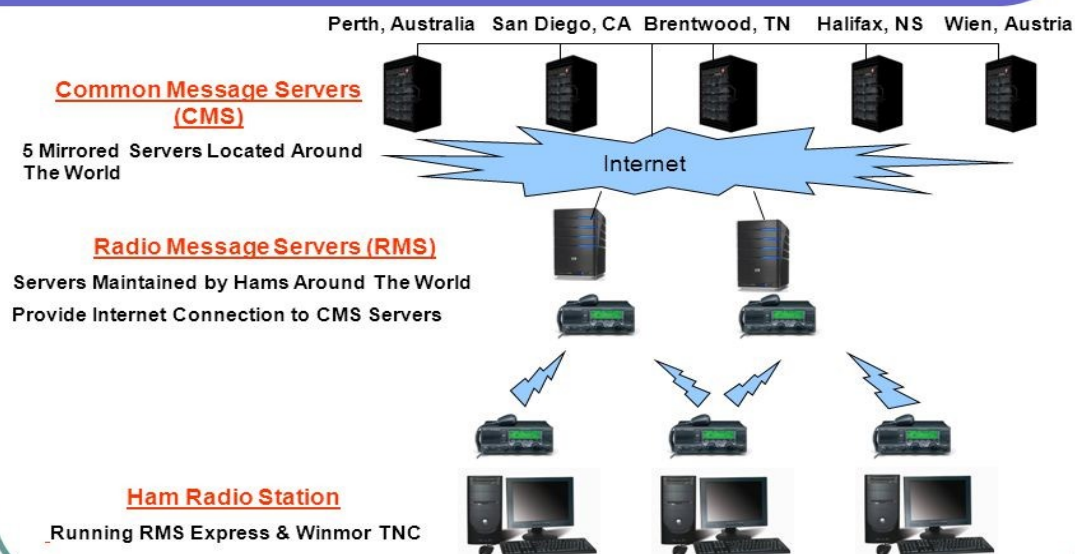 Perth, Australia San Diego, CA Brentwood, TN Halifax, NS Wien, Austria
Common Message Servers
(CMS)
5 Mirrored Servers Located Around
The World
Internet
Radio Message Servers (RMS)
Servers Maintained by Hams Around The World
Provide Internet Connection to CMS Servers
Ham Radio Station
Running RMS Express & Winmor TNC